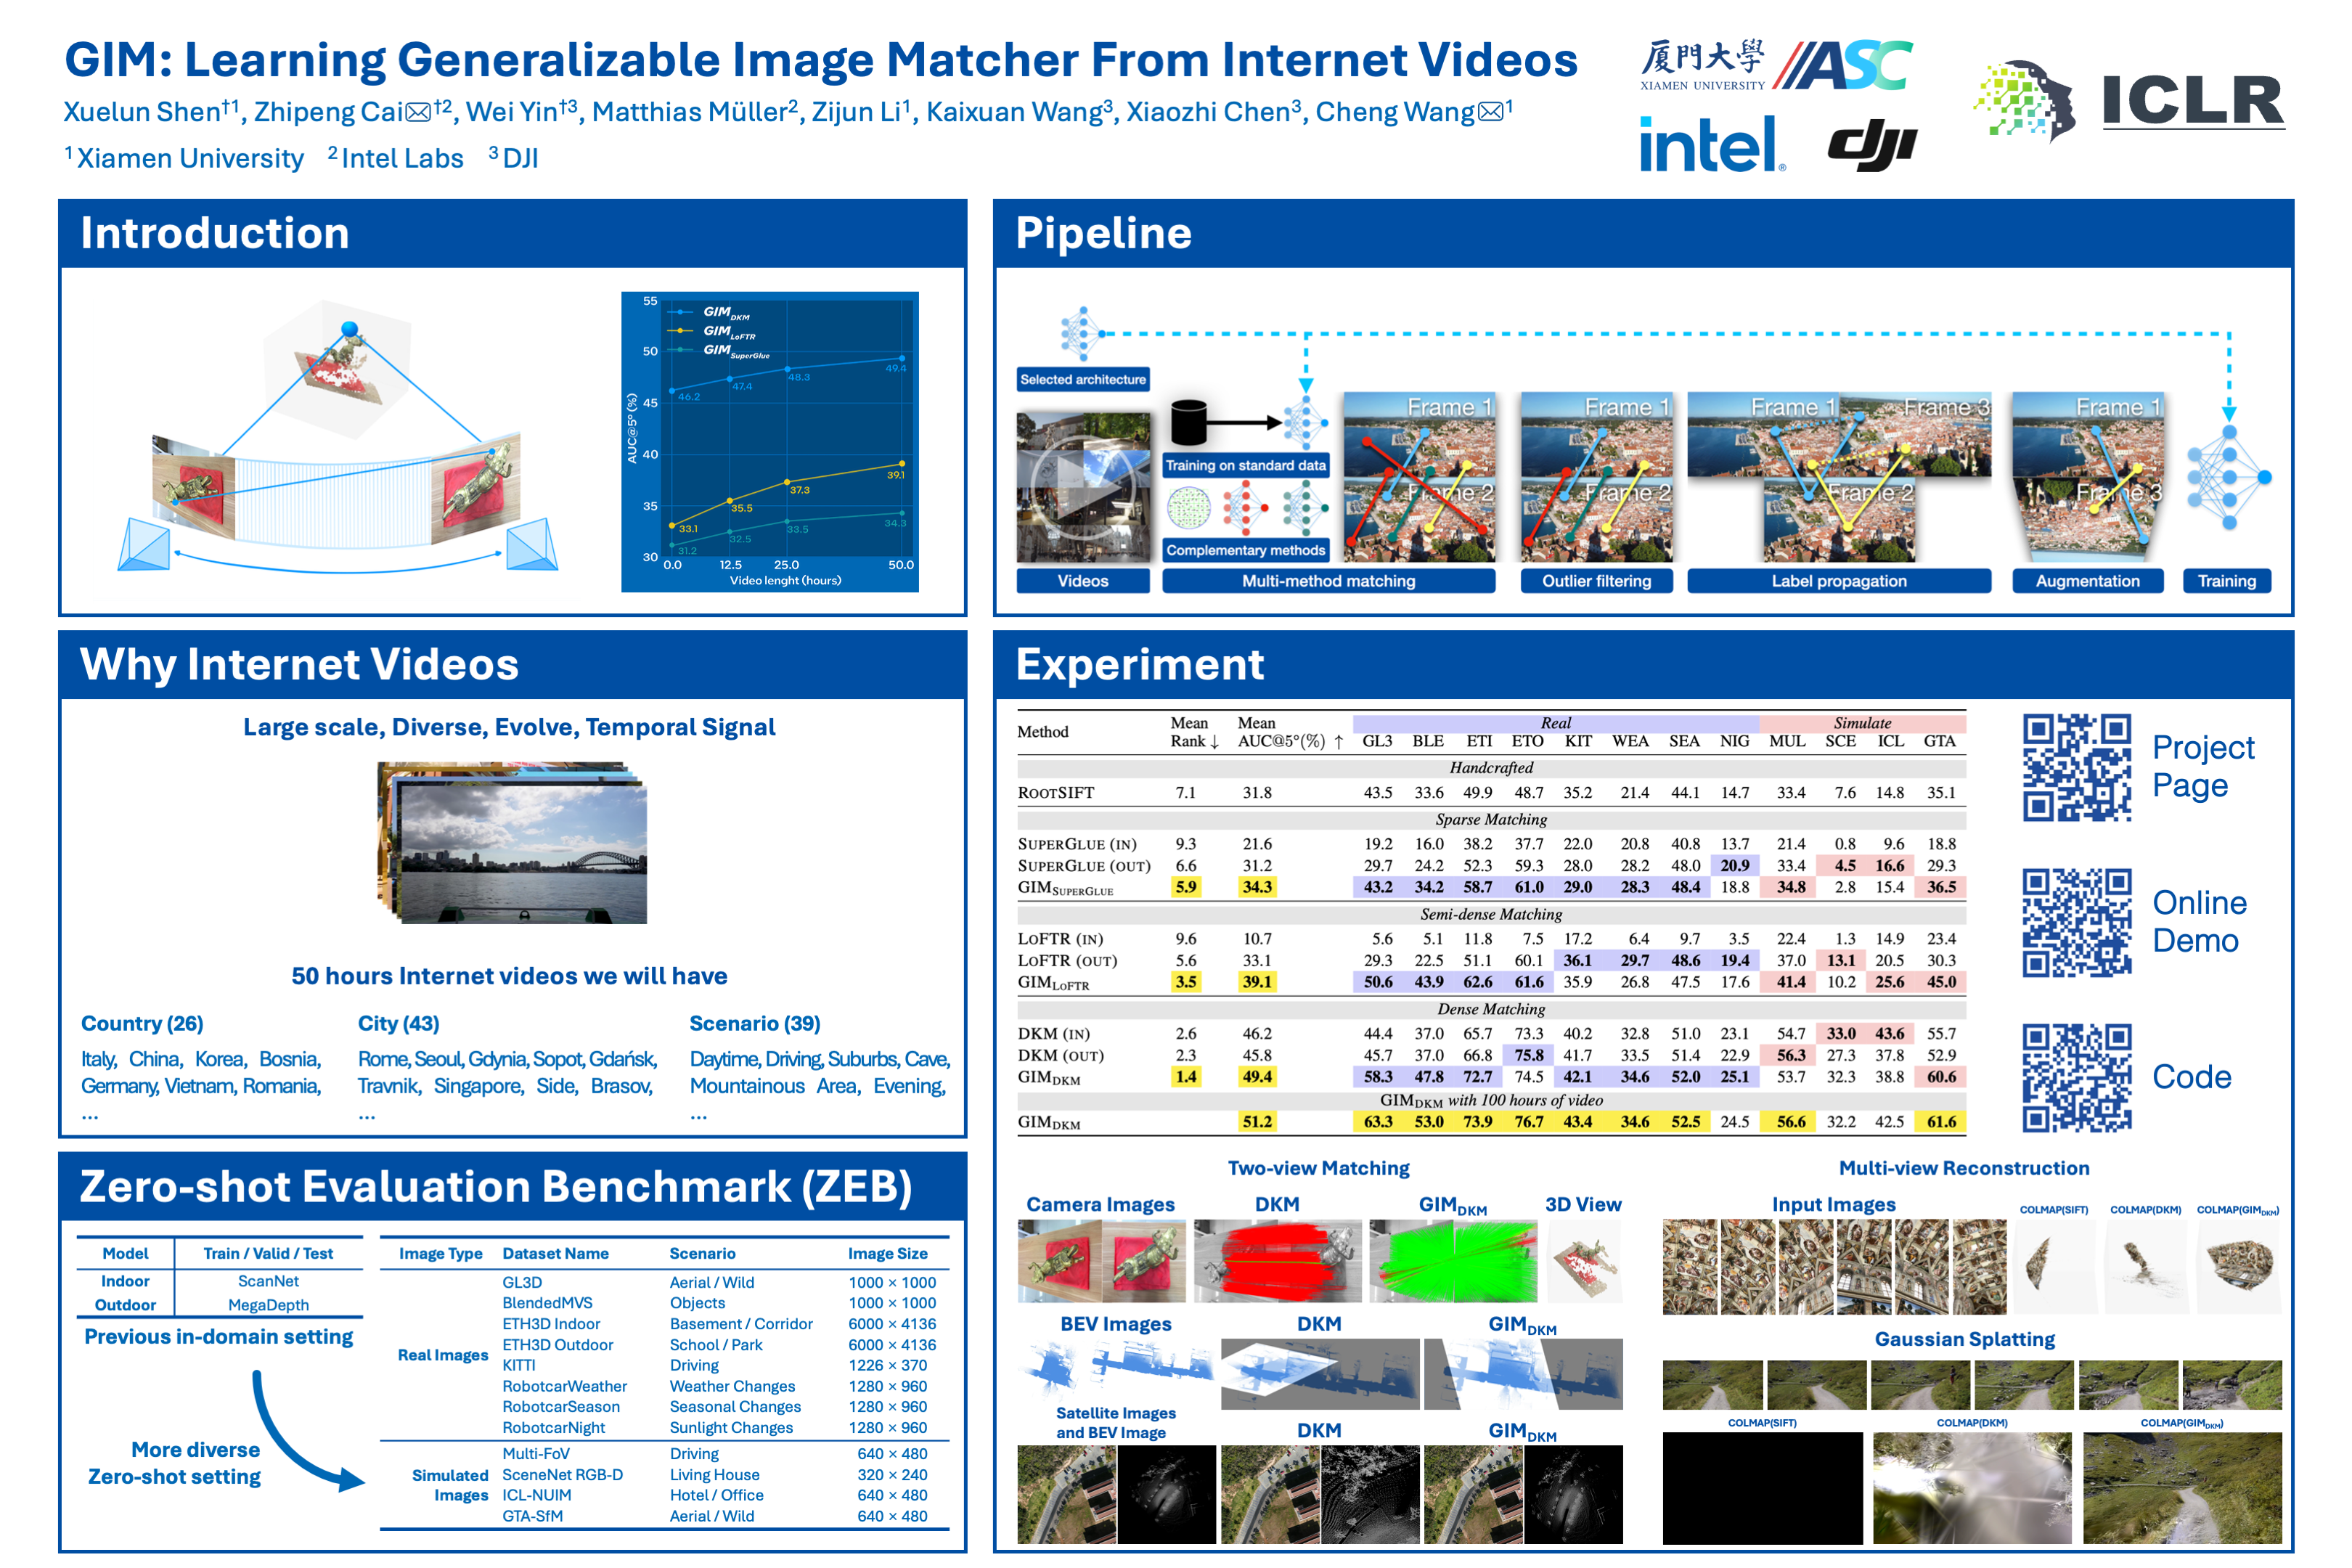 GIM: Learning Generalizable Image Matcher From Internet Videos
Xuelun Shen†1, Zhipeng Cai✉†2, Wei Yin†3, Matthias Müller2, Zijun Li1, Kaixuan Wang3, Xiaozhi Chen3, Cheng Wang✉1
1 Xiamen University 2 Intel Labs 3 DJI
厦門大學
XIAMEN UNIVERSITY
ASC
intel®
dji
ICLR
Introduction
55
50
45
40
35
30
AUC@5° (%)
GIM DKM
GIM LoFTR
GIM SuperGlue
46.2 47.4 48.3 49.4
33.1 35.5 37.3 39.1
31.2 32.5 33.5 34.3
0.0 12.5 25.0 50.0
Video lenght (hours)
Pipeline
Selected architecture
Training on standard data
Complementary methods
Frame 1
Frame 2
Frame 1
Frame 2
Frame 1 Frame 3
Frame 2
Frame 1
Frame 3
Videos
Multi-method matching
Outlier filtering
Label propagation
Augmentation
Training
Why Internet Videos
Large scale, Diverse, Evolve, Temporal Signal
50 hours Internet videos we will have
Country (26)
Italy, China, Korea, Bosnia,
Germany, Vietnam, Romania,
...
City (43)
Rome, Seoul, Gdynia, Sopot, Gdańsk,
Travnik, Singapore, Side, Brasov,
...
Scenario (39)
Daytime, Driving, Suburbs, Cave,
Mountainous Area, Evening,
...
Zero-shot Evaluation Benchmark (ZEB)
Model Train / Valid / Test
Indoor ScanNet
Outdoor MegaDepth
Previous in-domain setting
More diverse
Zero-shot setting
Image Type Dataset Name Scenario Image Size
Real Images
GL3D Aerial / Wild 1000 × 1000
BlendedMVS Objects 1000 × 1000
ETH3D Indoor Basement / Corridor 6000 × 4136
ETH3D Outdoor School / Park 6000 × 4136
KITTI Driving 1226 × 370
RobotcarWeather Weather Changes 1280 × 960
RobotcarSeason Seasonal Changes 1280 × 960
RobotcarNight Sunlight Changes 1280 × 960
Simulated
Images
Multi-FoV Driving 640 × 480
SceneNet RGB-D Living House 320 × 240
ICL-NUIM Hotel / Office 640 × 480
GTA-SfM Aerial / Wild 640 × 480
Experiment
Method Mean Rank ↓ Mean AUC@5°(%) ↑ Real Simulate
GL3 BLE ETI ETO KIT WEA SEA NIG MUL SCE ICL GTA
Handcrafted
ROOTSIFT 7.1 31.8 43.5 33.6 49.9 48.7 35.2 21.4 44.1 14.7 33.4 7.6 14.8 35.1
Sparse Matching
SUPERGLUE (IN) 9.3 21.6 19.2 16.0 38.2 37.7 22.0 20.8 40.8 13.7 21.4 0.8 9.6 18.8
SUPERGLUE (OUT) 6.6 31.2 29.7 24.2 52.3 59.3 28.0 28.2 48.0 20.9 33.4 4.5 16.6 29.3
GIM SUPERGLUE 5.9 34.3 43.2 34.2 58.7 61.0 29.0 28.3 48.4 18.8 34.8 2.8 15.4 36.5
Semi-dense Matching
LOFTR (IN) 9.6 10.7 5.6 5.1 11.8 7.5 17.2 6.4 9.7 3.5 22.4 1.3 14.9 23.4
LOFTR (OUT) 5.6 33.1 29.3 22.5 51.1 60.1 36.1 29.7 48.6 19.4 37.0 13.1 20.5 30.3
GIM LOFTR 3.5 39.1 50.6 43.9 62.6 61.6 35.9 26.8 47.5 17.6 41.4 10.2 25.6 45.0
Dense Matching
DKM (IN) 2.6 46.2 44.4 37.0 65.7 73.3 40.2 32.8 51.0 23.1 54.7 33.0 43.6 55.7
DKM (OUT) 2.3 45.8 45.7 37.0 66.8 75.8 41.7 33.5 51.4 22.9 56.3 27.3 37.8 52.9
GIM DKM 1.4 49.4 58.3 47.8 72.7 74.5 42.1 34.6 52.0 25.1 53.7 32.3 38.8 60.6
GIM DKM with 100 hours of video
GIM DKM 51.2 63.3 53.0 73.9 76.7 43.4 34.6 52.5 24.5 56.6 32.2 42.5 61.6
Project
Page
Online
Demo
Code
Two-view Matching
Camera Images DKM GIM DKM 3D View
BEV Images DKM GIM DKM
Satellite Images
and BEV Image DKM GIM DKM
Multi-view Reconstruction
Input Images COLMAP(SIFT) COLMAP(DKM) COLMAP(GIM DKM)
Gaussian Splatting
COLMAP(SIFT) COLMAP(DKM) COLMAP(GIM DKM)